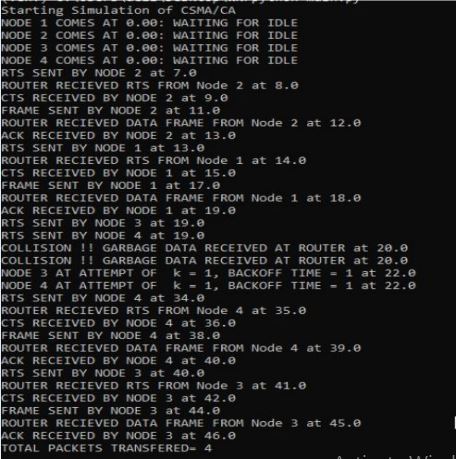 Starting Simulation of CSMA/CA
NODE 1 COMES AT 0.00: WAITING FOR IDLE
NODE 2 COMES AT 0.00: WAITING FOR IDLE
NODE 3 COMES AT 0.00: WAITING FOR IDLE
NODE 4 COMES AT 0.00: WAITING FOR IDLE
RTS SENT BY NODE 2 at 7.0
ROUTER RECIEVED RTS FROM Node 2 at 8.0
CTS RECEIVED BY NODE 2 at 9.0
FRAME SENT BY NODE 2 at 11.0
ROUTER RECIEVED DATA FRAME FROM Node 2 at 12.0
ACK RECEIVED BY NODE 2 at 13.0
RTS SENT BY NODE 1 at 13.0
ROUTER RECIEVED RTS FROM Node 1 at 14.0
CTS RECEIVED BY NODE 1 at 15.0
FRAME SENT BY NODE 1 at 17.0
ROUTER RECIEVED DATA FRAME FROM Node 1 at 18.0
ACK RECEIVED BY NODE 1 at 19.0
RTS SENT BY NODE 3 at 19.0
RTS SENT BY NODE 4 at 19.0
COLLISION !! GARBAGE DATA RECEIVED AT ROUTER at 20.0
COLLISION !! GARBAGE DATA RECEIVED AT ROUTER at 20.0
NODE 3 AT ATTEMPT OF  k = 1, BACKOFF TIME = 1 at 22.0
NODE 4 AT ATTEMPT OF  k = 1, BACKOFF TIME = 1 at 22.0
RTS SENT BY NODE 4 at 34.0
ROUTER RECIEVED RTS FROM Node 4 at 35.0
CTS RECEIVED BY NODE 4 at 36.0
FRAME SENT BY NODE 4 at 38.0
ROUTER RECIEVED DATA FRAME FROM Node 4 at 39.0
ACK RECEIVED BY NODE 4 at 40.0
RTS SENT BY NODE 3 at 40.0
ROUTER RECIEVED RTS FROM Node 3 at 41.0
CTS RECEIVED BY NODE 3 at 42.0
FRAME SENT BY NODE 3 at 44.0
ROUTER RECIEVED DATA FRAME FROM Node 3 at 45.0
ACK RECEIVED BY NODE 3 at 46.0
TOTAL PACKETS TRANSFERED= 4